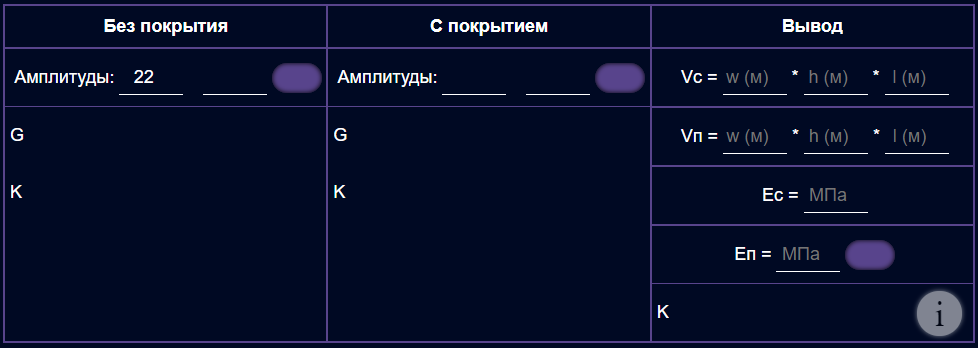 Без покрытия
С покрытием
Вывод
Амплитуды: 22
Амплитуды:
Vc = w (м) * h (м) * l (м)
G
G
Vп = w (м) * h (м) * l (м)
K
K
Ec = МПа
Eп = МПа
K
i